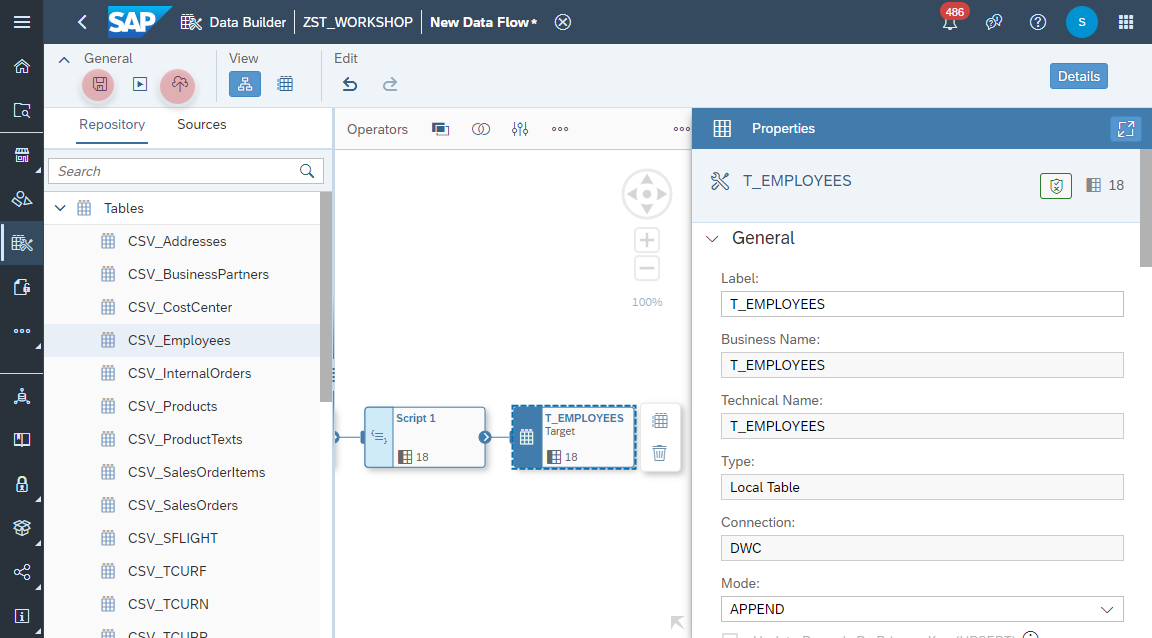 SAP
Data Builder
ZST_WORKSHOP
New Data Flow*
486
S
General
View
Edit
Details
Repository
Sources
Operators
Properties
Search
Tables
CSV_Addresses
CSV_BusinessPartners
CSV_CostCenter
CSV_Employees
CSV_InternalOrders
CSV_Products
CSV_ProductTexts
CSV_SalesOrderItems
CSV_SalesOrders
CSV_SFLIGHT
CSV_TCURF
CSV_TCURN
100%
Script 1
18
T_EMPLOYEES
Target
18
T_EMPLOYEES
18
General
Label:
T_EMPLOYEES
Business Name:
T_EMPLOYEES
Technical Name:
T_EMPLOYEES
Type:
Local Table
Connection:
DWC
Mode:
APPEND